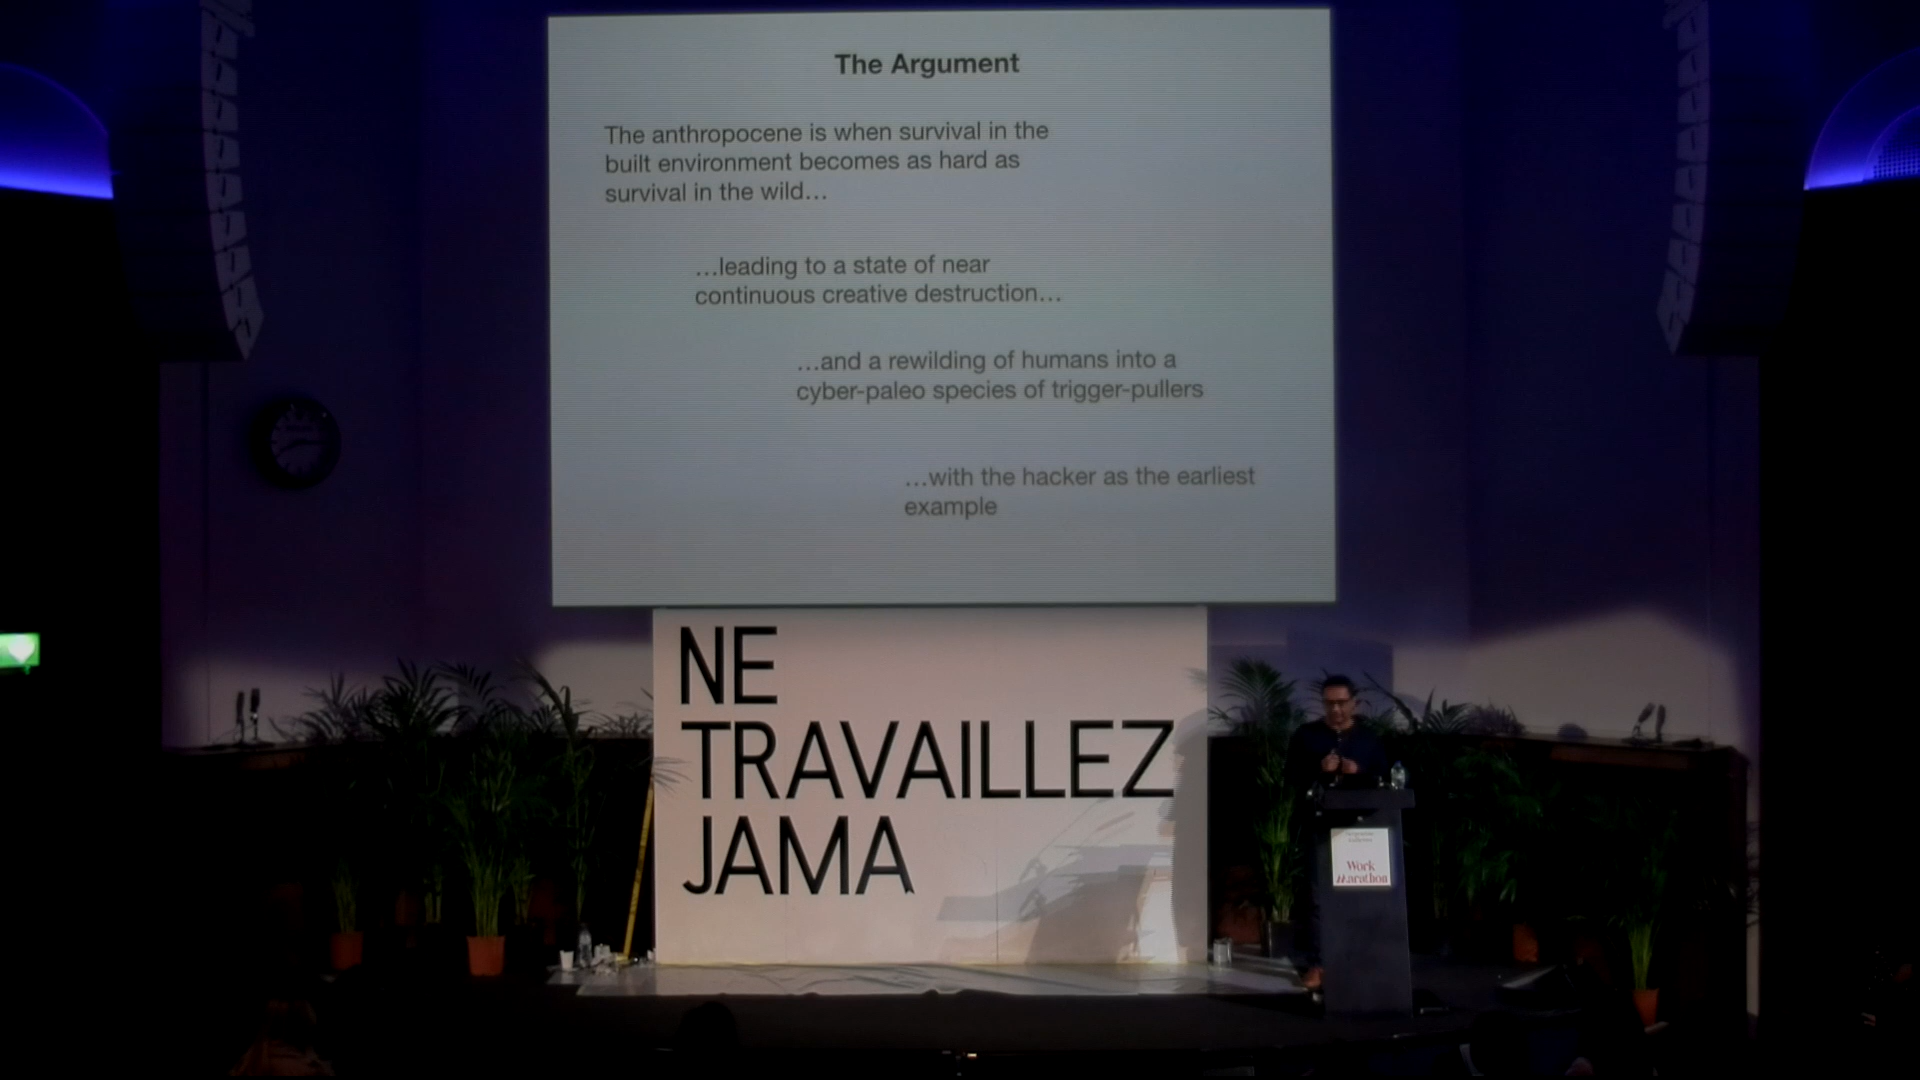 The Argument
The anthropocene is when survival in the
built environment becomes as hard as
survival in the wild…
…leading to a state of near
continuous creative destruction…
…and a rewilding of humans into a
cyber-paleo species of trigger-pullers
…with the hacker as the earliest
example
NE
TRAVAILLEZ
JAMA
Work
Marathon